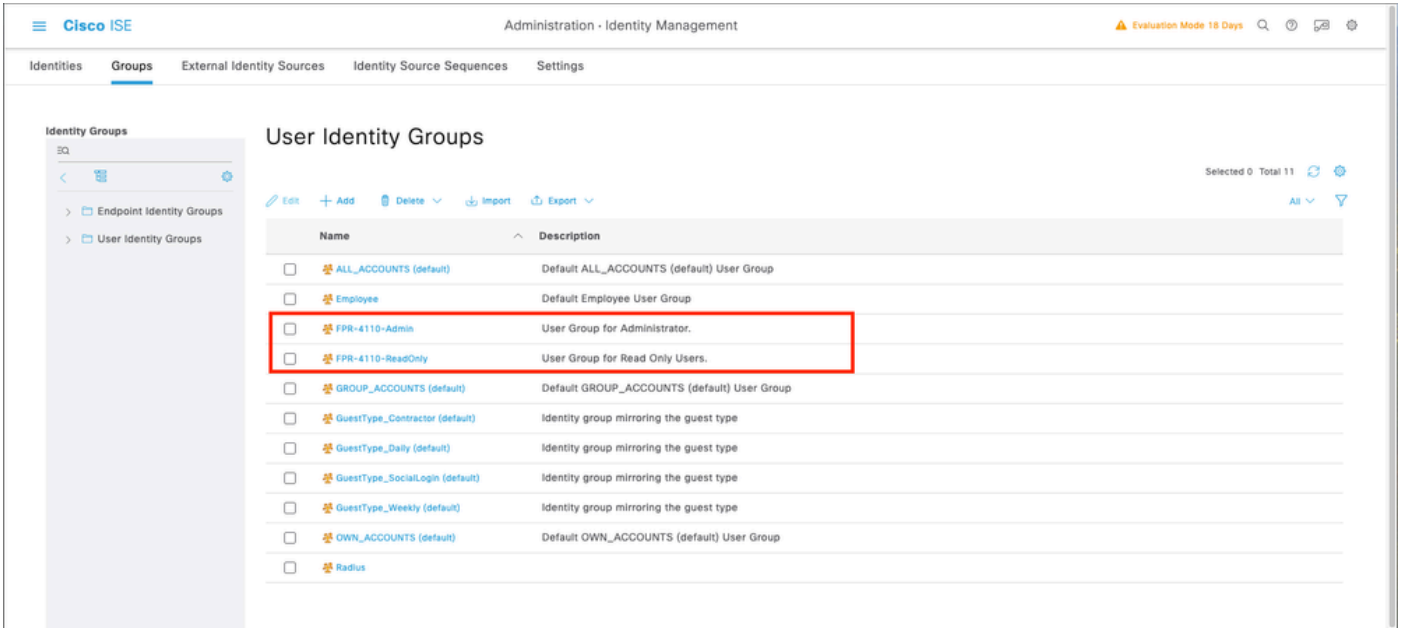 Cisco ISE
Administration · Identity Management
Evaluation Mode 18 Days
Identities Groups External Identity Sources Identity Source Sequences Settings
Identity Groups
Endpoint Identity Groups
User Identity Groups
User Identity Groups
Selected 0 Total 11
Edit Add Delete Import Export All
Name Description
ALL_ACCOUNTS (default) Default ALL_ACCOUNTS (default) User Group
Employee Default Employee User Group
FPR-4110-Admin User Group for Administrator.
FPR-4110-ReadOnly User Group for Read Only Users.
GROUP_ACCOUNTS (default) Default GROUP_ACCOUNTS (default) User Group
GuestType_Contractor (default) Identity group mirroring the guest type
GuestType_Daily (default) Identity group mirroring the guest type
GuestType_SocialLogin (default) Identity group mirroring the guest type
GuestType_Weekly (default) Identity group mirroring the guest type
OWN_ACCOUNTS (default) Default OWN_ACCOUNTS (default) User Group
Radius